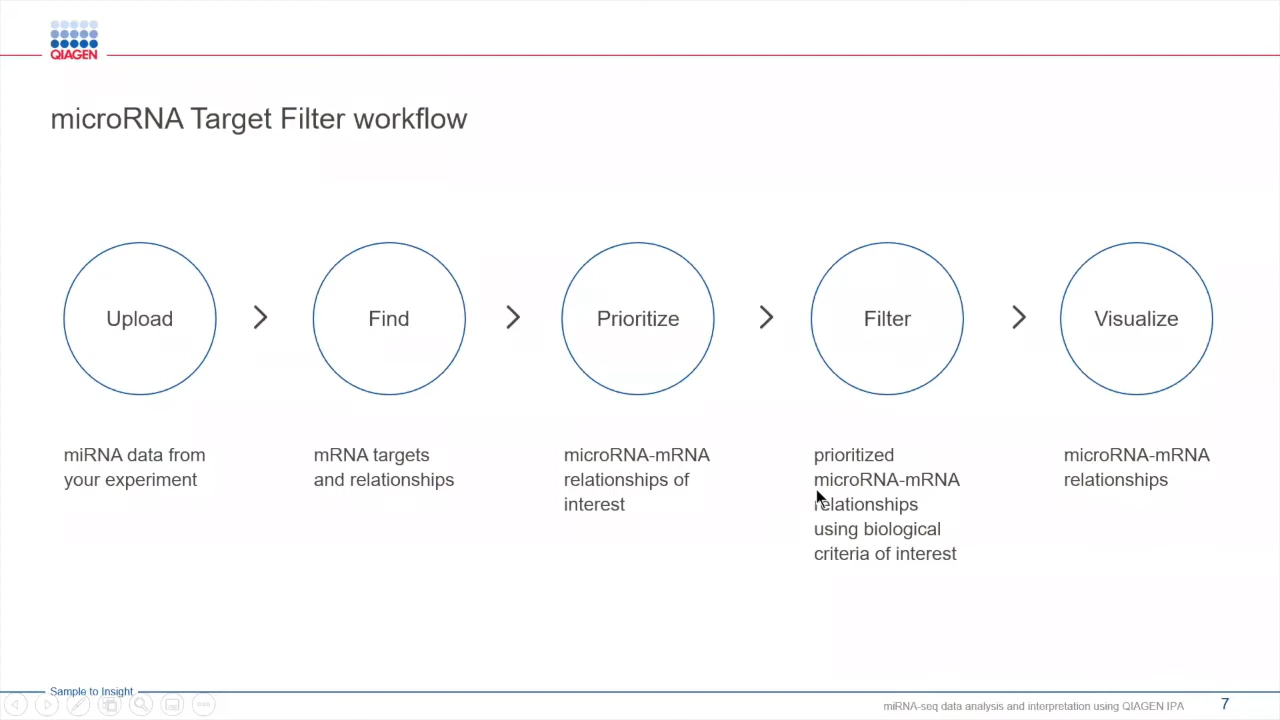 QIAGEN
microRNA Target Filter workflow
Upload
Find
Prioritize
Filter
Visualize
miRNA data from
your experiment
mRNA targets
and relationships
microRNA-mRNA
relationships of
interest
prioritized
microRNA-mRNA
relationships
using biological
criteria of interest
microRNA-mRNA
relationships
Sample to Insight
miRNA-seq data analysis and interpretation using QIAGEN IPA
7